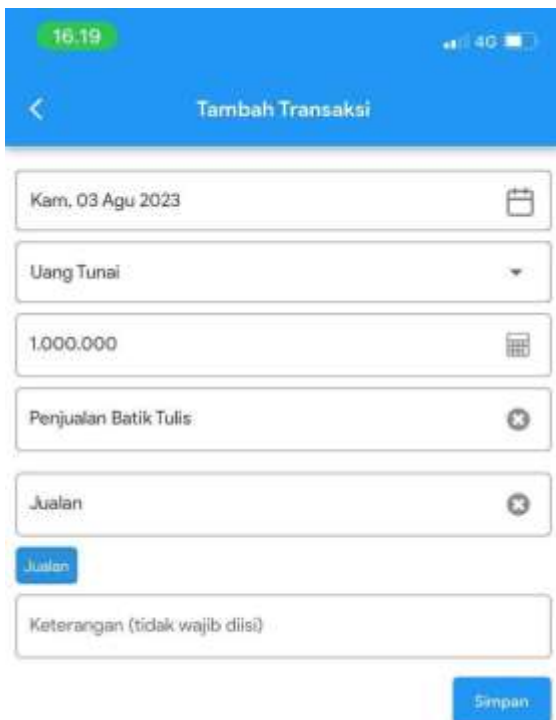 16.19
4G
Tambah Transaksi
Kam, 03 Agu 2023
Uang Tunai
1.000.000
Penjualan Batik Tulis
Jualan
Jualan
Keterangan (tidak wajib diisi)
Simpan